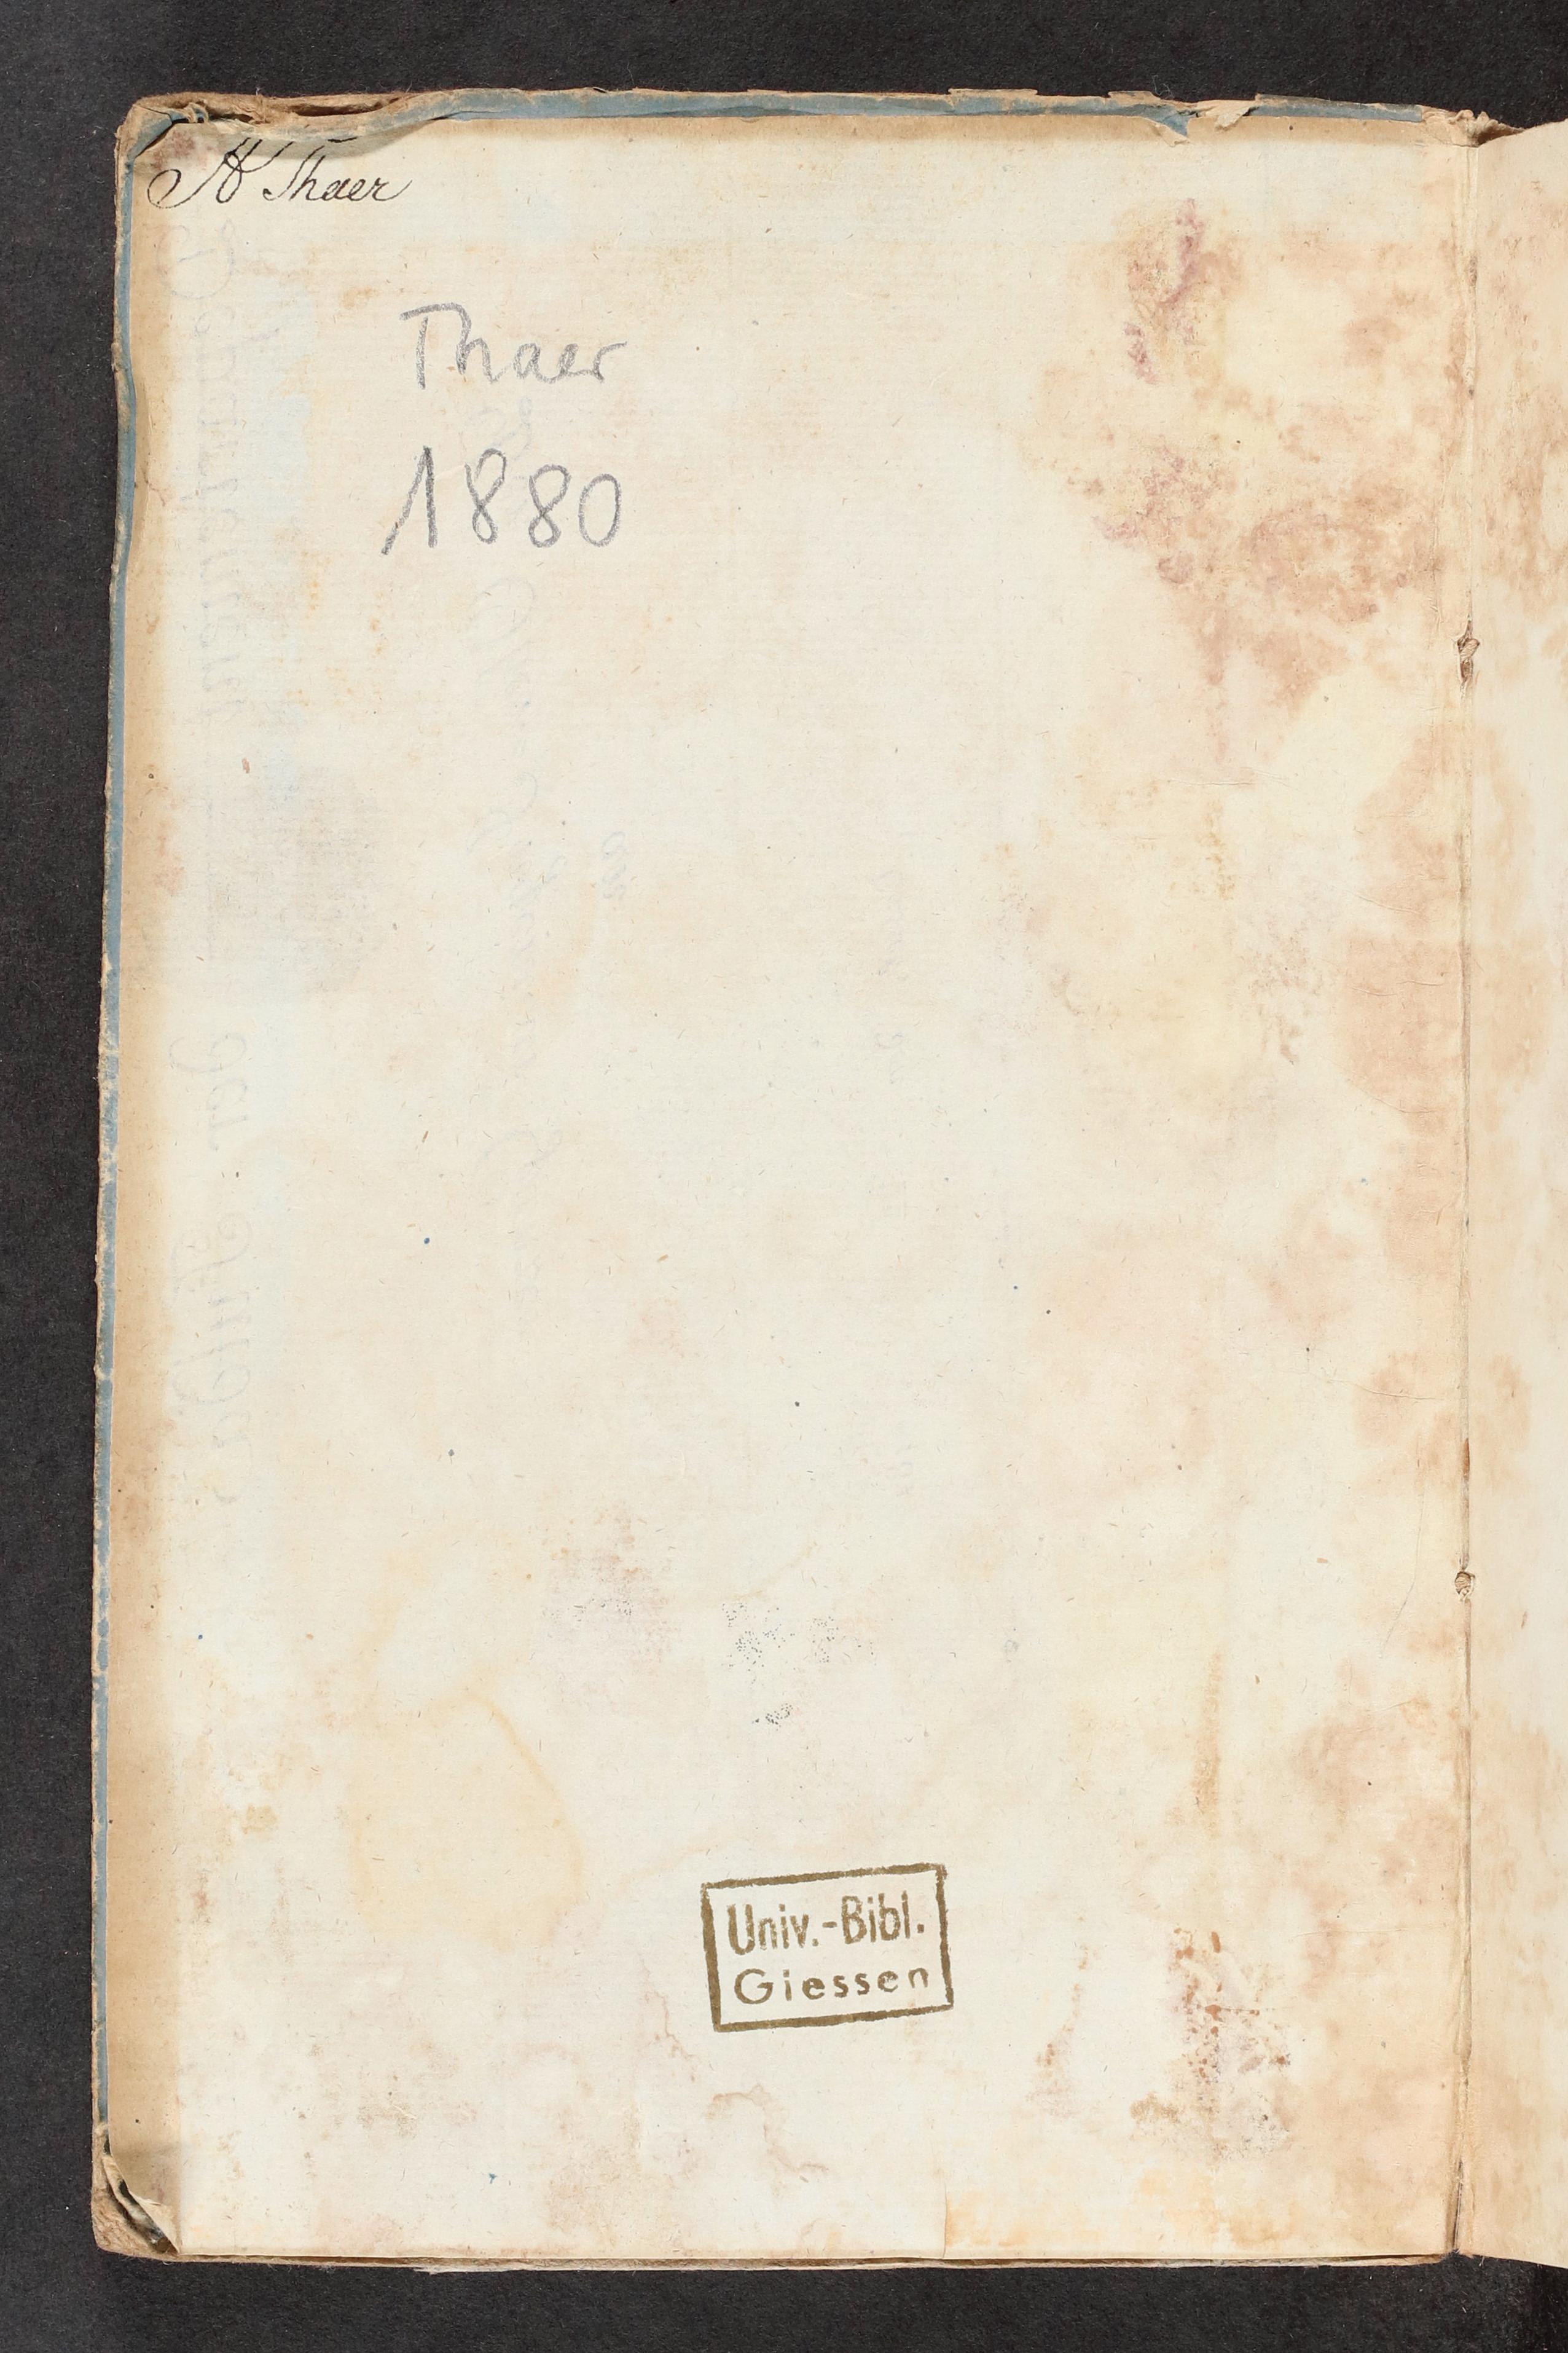 A Thaer
Thaer
1880
Univ.-Bibl.
Giessen